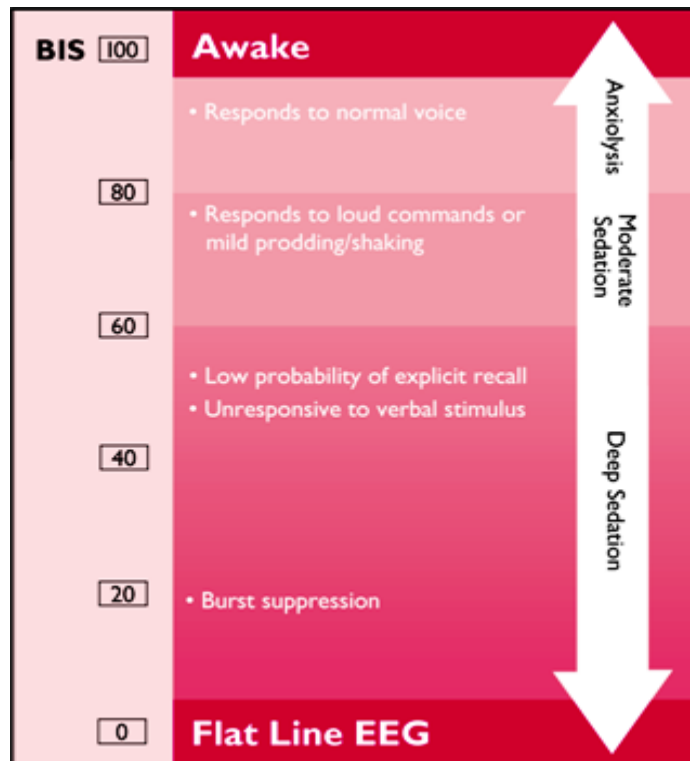 BIS 100
Awake
• Responds to normal voice
80
• Responds to loud commands or
mild prodding/shaking
60
• Low probability of explicit recall
• Unresponsive to verbal stimulus
40
20
• Burst suppression
0
Flat Line EEG
Anxiolysis
Moderate
Sedation
Deep Sedation